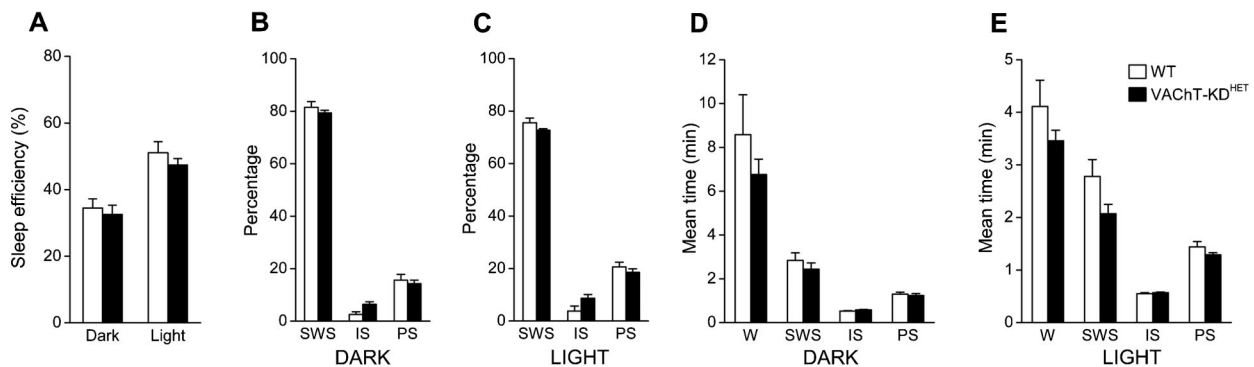 A
Sleep efficiency (%)
80
60
40
20
0
Dark Light
B
Percentage
100
80
60
40
20
0
SWS IS PS
DARK
C
Percentage
100
80
60
40
20
0
SWS IS PS
LIGHT
D
Mean time (min)
12
10
8
6
4
2
0
W SWS IS PS
DARK
E
Mean time (min)
5
4
3
2
1
0
W SWS IS PS
LIGHT
WT
VAChT-KD^HET